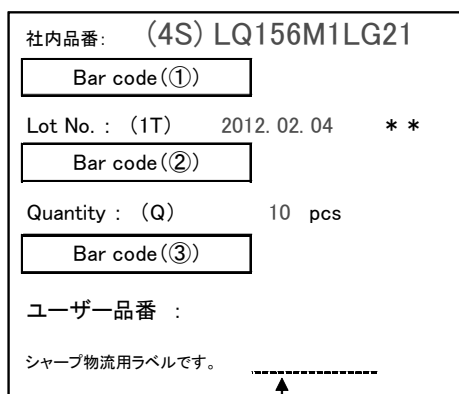 社内品番: (4S) LQ156M1LG21
Bar code(①)
Lot No. : (1T) 2012. 02. 04 * *
Bar code(②)
Quantity : (Q) 10 pcs
Bar code(③)
ユーザー品番 :
シャープ物流用ラベルです。